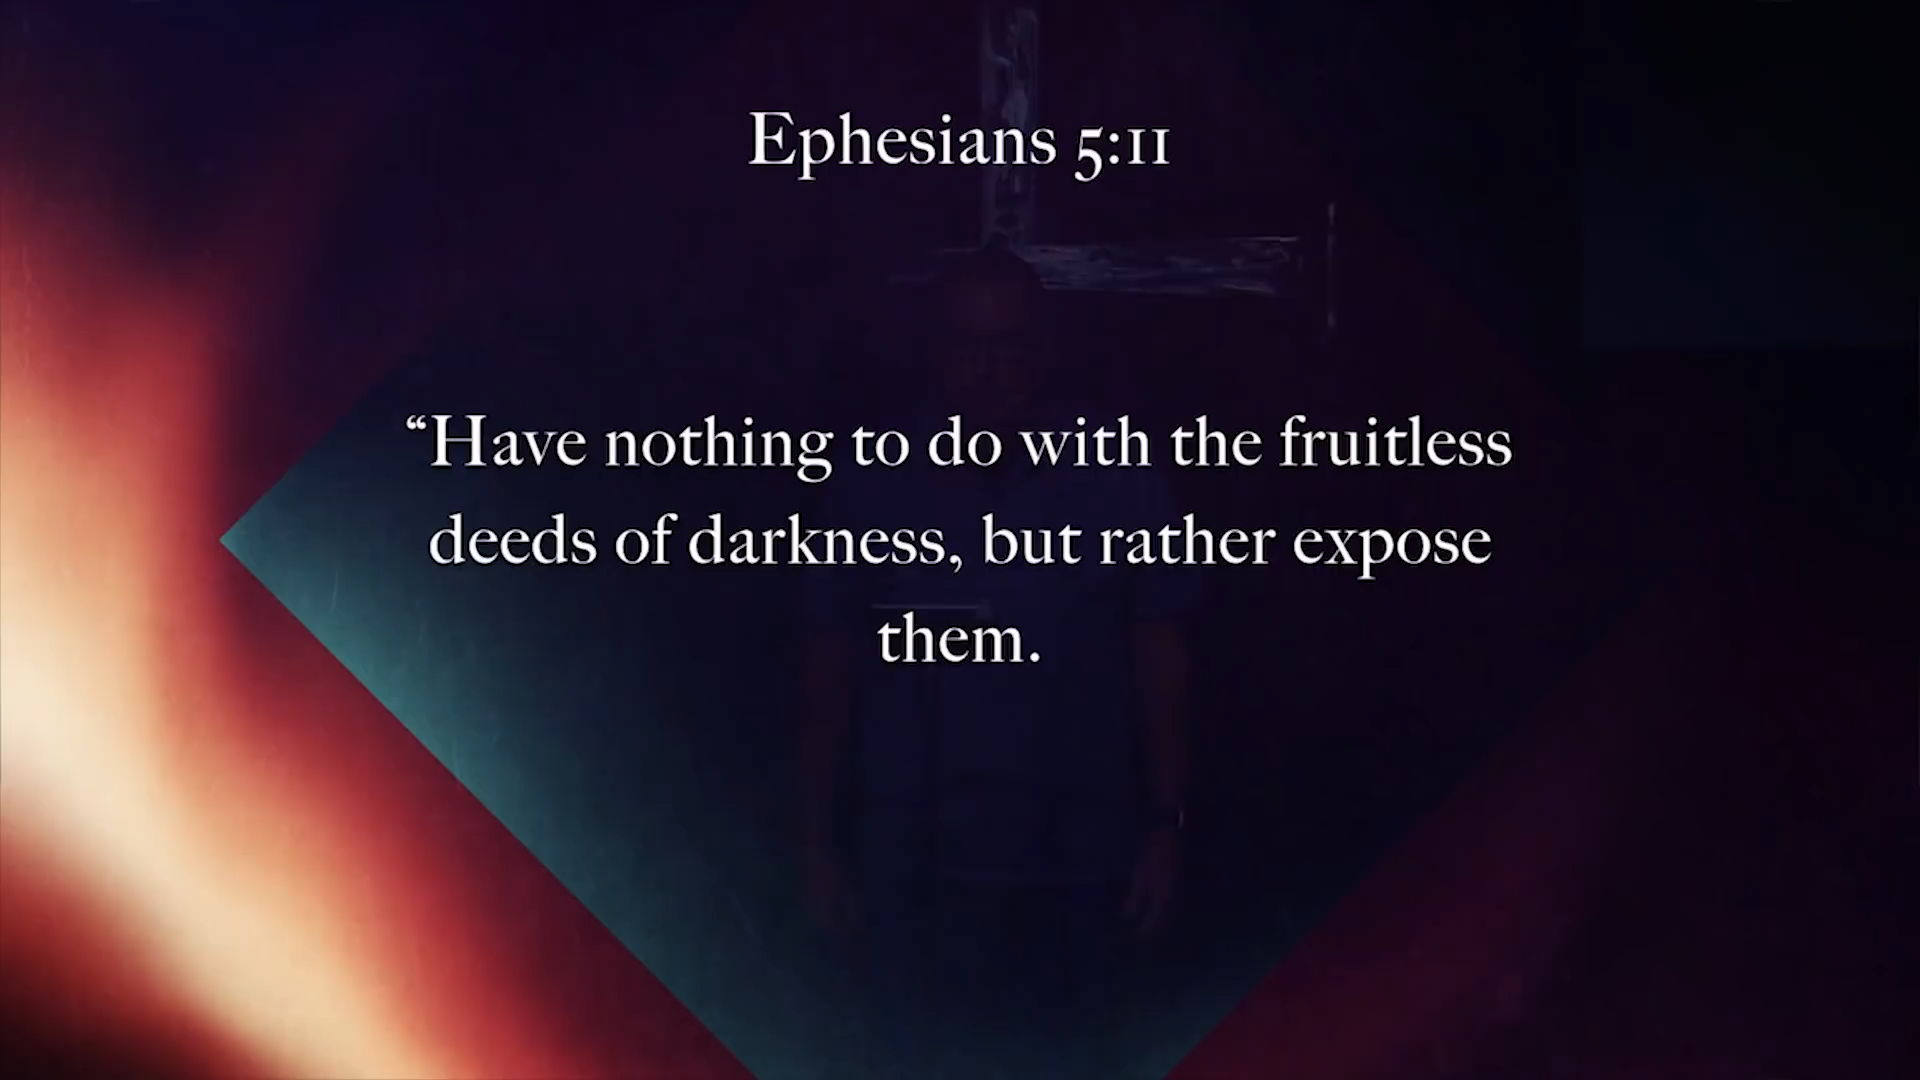 Ephesians 5:11
“Have nothing to do with the fruitless
deeds of darkness, but rather expose
them.